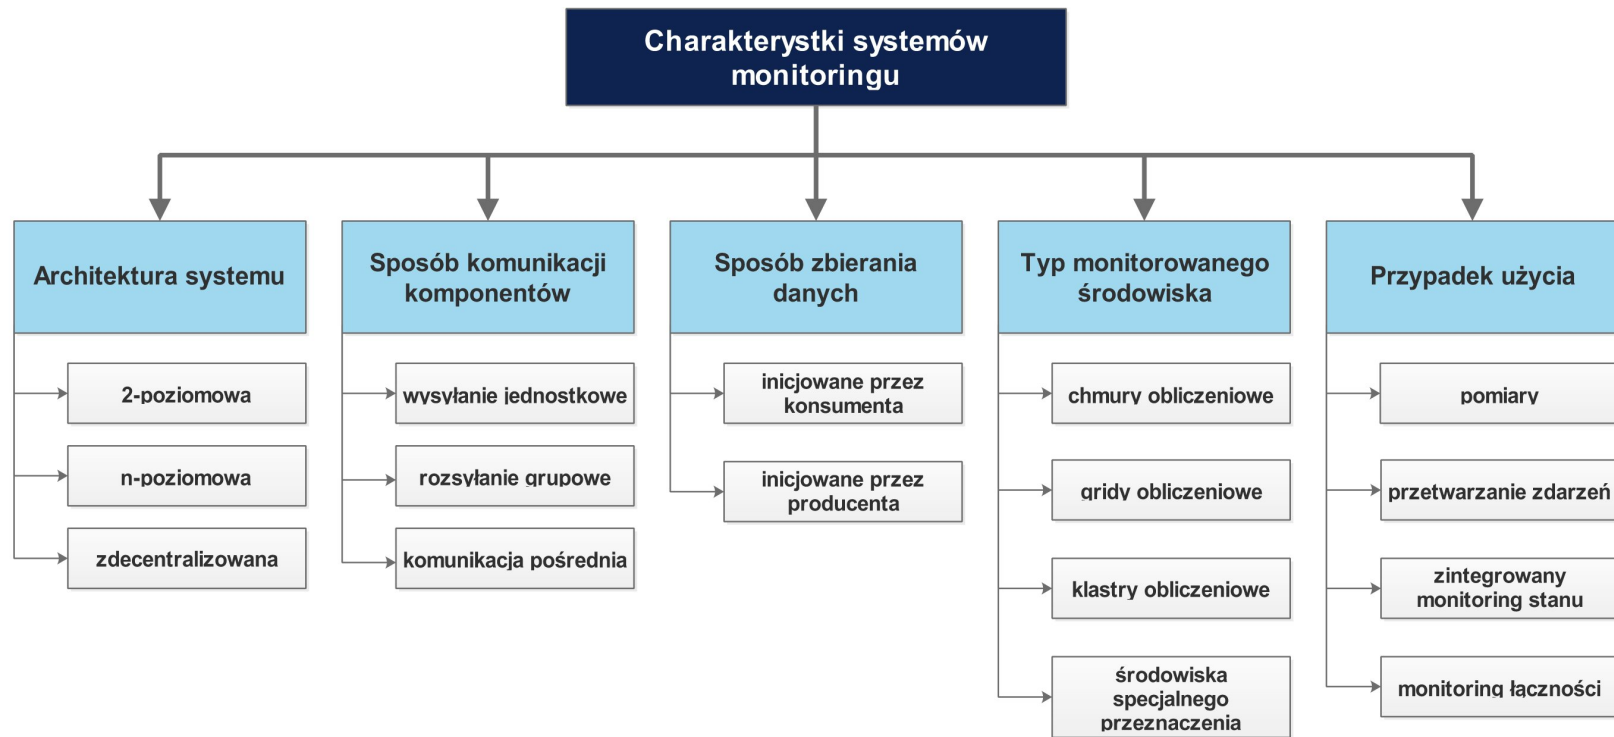 Charakterystki systemów
monitoringu
Architektura systemu
2-poziomowa
n-poziomowa
zdecentralizowana
Sposób komunikacji
komponentów
wysyłanie jednostkowe
rozsyłanie grupowe
komunikacja pośrednia
Sposób zbierania
danych
inicjowane przez
konsumenta
inicjowane przez
producenta
Typ monitorowanego
środowiska
chmury obliczeniowe
gridy obliczeniowe
klastry obliczeniowe
środowiska
specjalnego
przeznaczenia
Przypadek użycia
pomiary
przetwarzanie zdarzeń
zintegrowany
monitoring stanu
monitoring łączności